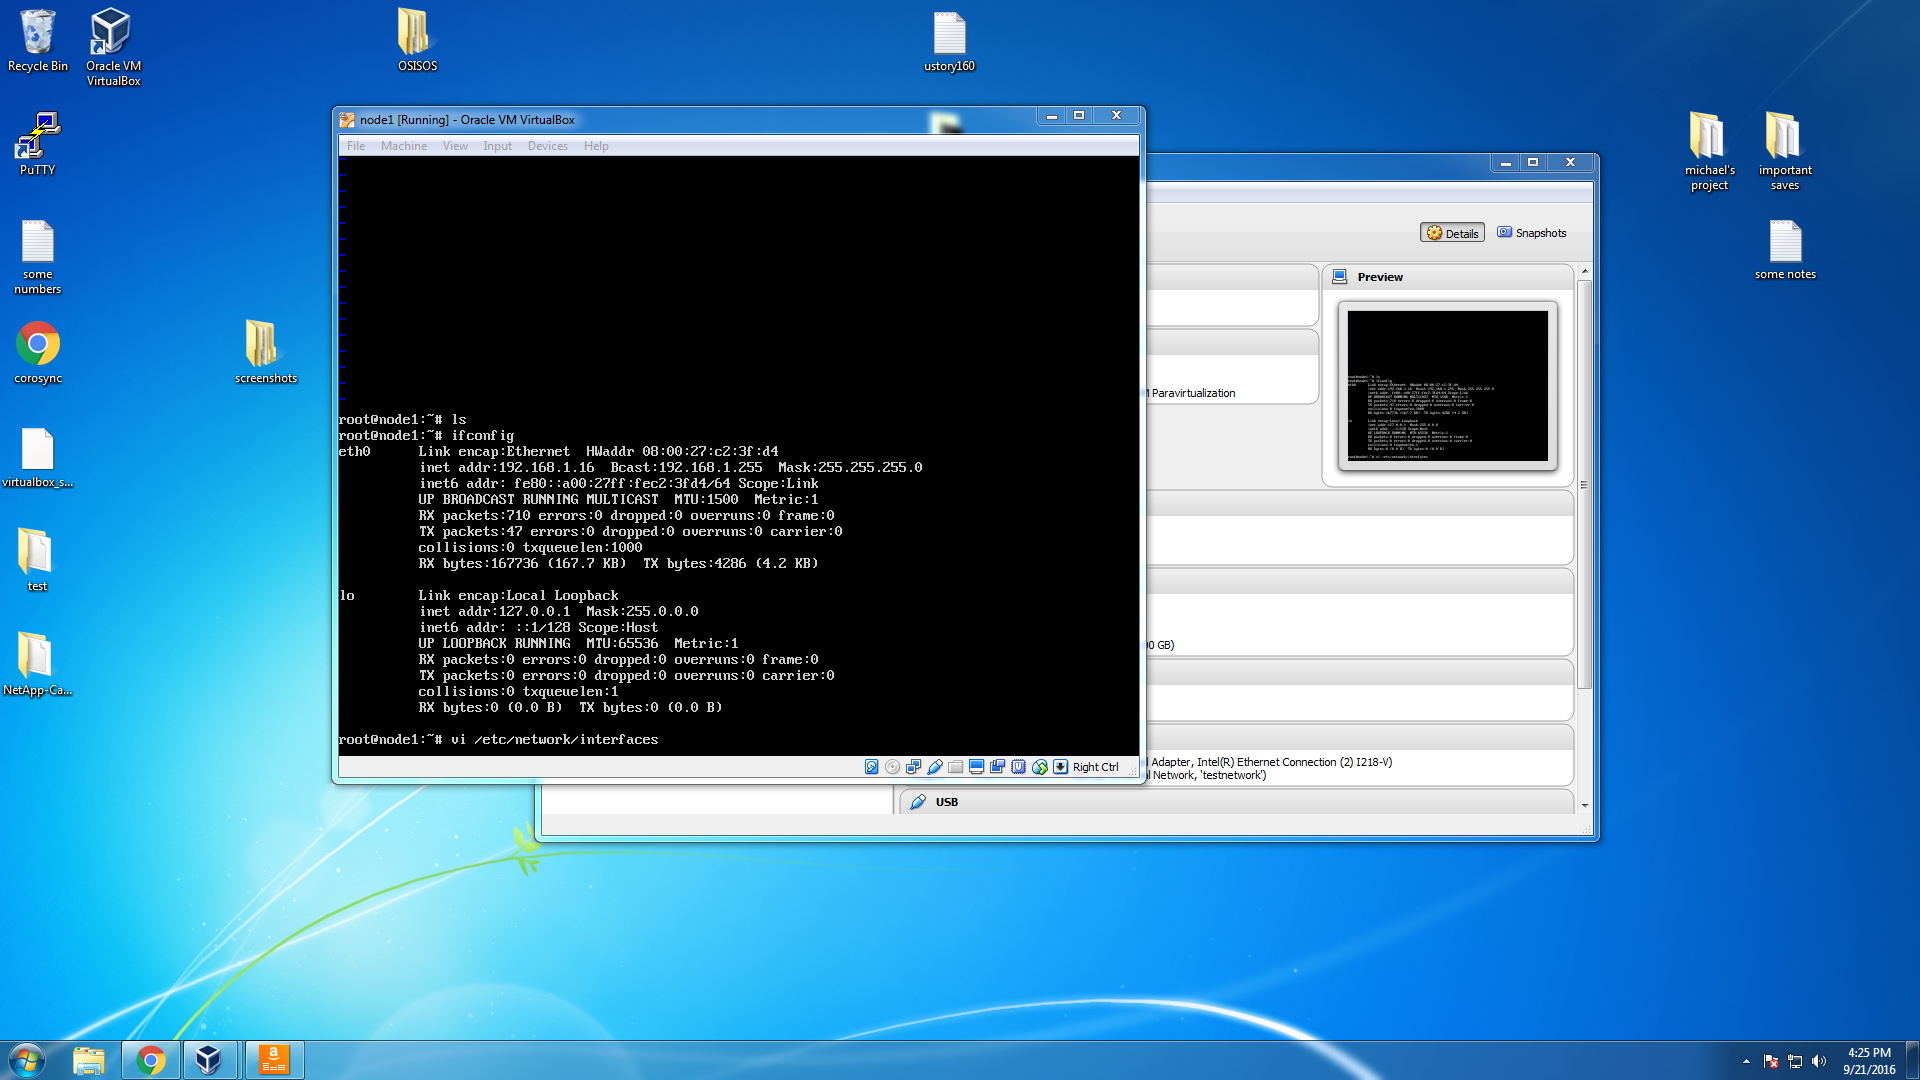 Recycle Bin
Oracle VM
VirtualBox
OSISOS
ustory160
PuTTY
michael's
project
important
saves
some
numbers
some notes
corosync
screenshots
virtualbox_s...
test
NetApp-Ca...
node1 [Running] - Oracle VM VirtualBox
File Machine View Input Devices Help
root@node1:~# ls
root@node1:~# ifconfig
eth0 Link encap:Ethernet HWaddr 08:00:27:c2:3f:d4
inet addr:192.168.1.16 Bcast:192.168.1.255 Mask:255.255.255.0
inet6 addr: fe80::a00:27ff:fec2:3fd4/64 Scope:Link
UP BROADCAST RUNNING MULTICAST MTU:1500 Metric:1
RX packets:710 errors:0 dropped:0 overruns:0 frame:0
TX packets:47 errors:0 dropped:0 overruns:0 carrier:0
collisions:0 txqueuelen:1000
RX bytes:167736 (167.7 KB) TX bytes:4286 (4.2 KB)
lo Link encap:Local Loopback
inet addr:127.0.0.1 Mask:255.0.0.0
inet6 addr: ::1/128 Scope:Host
UP LOOPBACK RUNNING MTU:65536 Metric:1
RX packets:0 errors:0 dropped:0 overruns:0 frame:0
TX packets:0 errors:0 dropped:0 overruns:0 carrier:0
collisions:0 txqueuelen:1
RX bytes:0 (0.0 B) TX bytes:0 (0.0 B)
root@node1:~# vi /etc/network/interfaces
Right Ctrl
Details Snapshots
Preview
Paravirtualization
GB)
Adapter, Intel(R) Ethernet Connection (2) I218-V)
Network, 'testnetwork')
USB
4:25 PM
9/21/2016